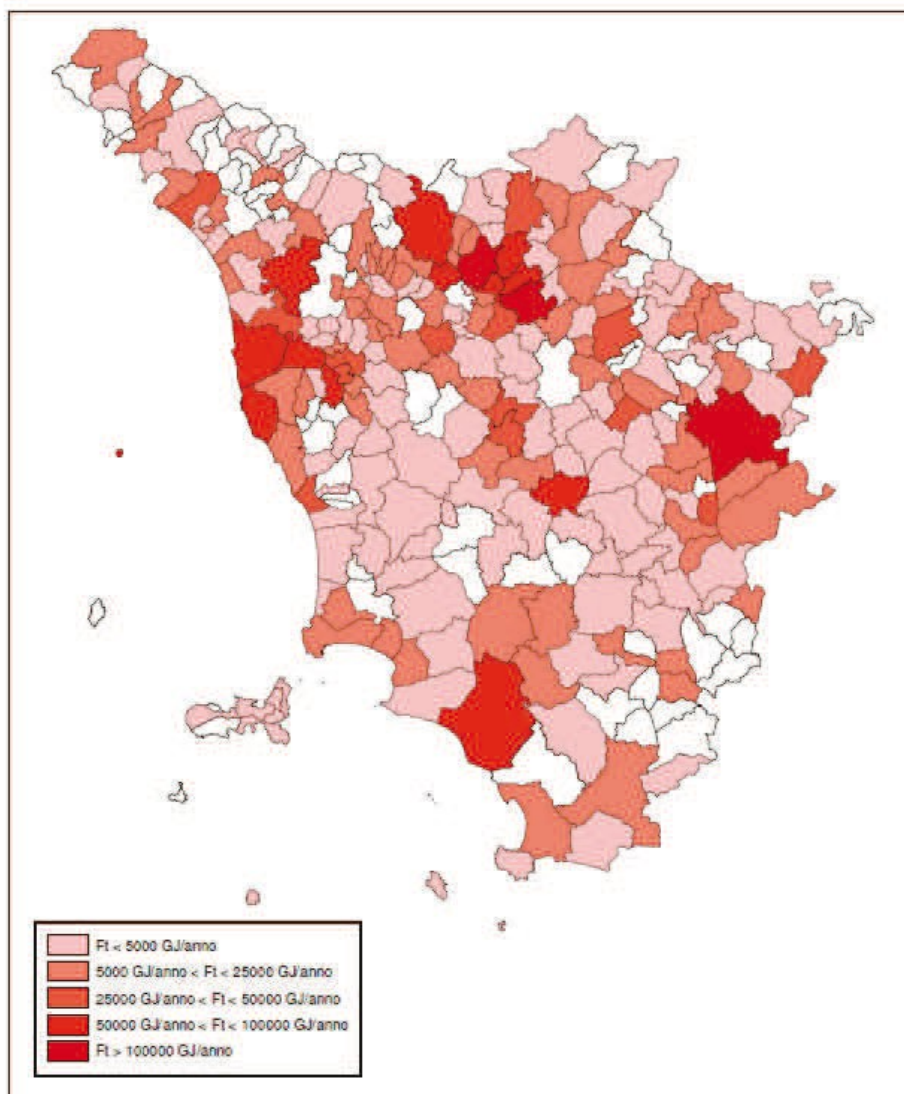 Ft < 5000 GJ/anno
5000 GJ/anno < Ft < 25000 GJ/anno
25000 GJ/anno < Ft < 50000 GJ/anno
50000 GJ/anno < Ft < 100000 GJ/anno
Ft > 100000 GJ/anno